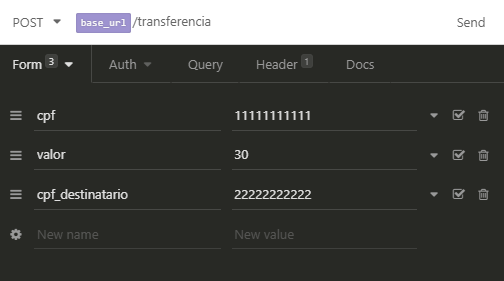 POST base_url/transferencia Send
Form 3 Auth Query Header 1 Docs
cpf 11111111111
valor 30
cpf_destinatario 22222222222
New name New value